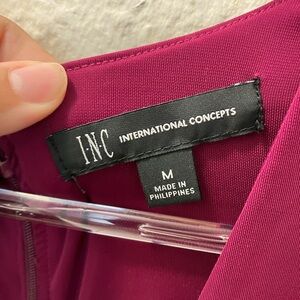 I·N·C INTERNATIONAL CONCEPTS
M
MADE IN
PHILIPPINES